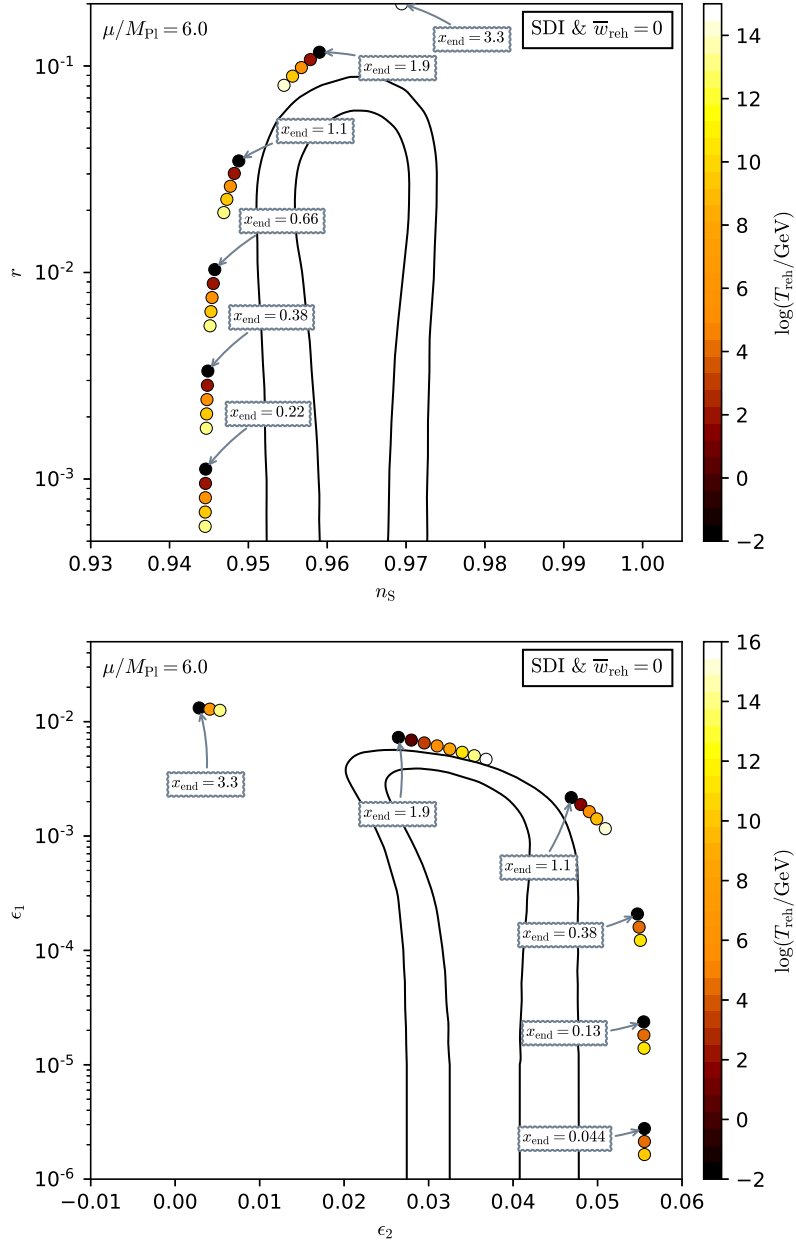 μ/M_Pl = 6.0
SDI & w̅_reh = 0
x_end = 3.3
x_end = 1.9
x_end = 1.1
x_end = 0.66
x_end = 0.38
x_end = 0.22
10⁻¹
10⁻²
10⁻³
r
0.93 0.94 0.95 0.96 0.97 0.98 0.99 1.00
n_S
14
12
10
8
6
4
2
0
−2
log(T_reh/GeV)
μ/M_Pl = 6.0
SDI & w̅_reh = 0
x_end = 3.3
x_end = 1.9
x_end = 1.1
x_end = 0.38
x_end = 0.13
x_end = 0.044
10⁻²
10⁻³
10⁻⁴
10⁻⁵
10⁻⁶
ϵ₁
−0.01 0.00 0.01 0.02 0.03 0.04 0.05 0.06
ϵ₂
16
14
12
10
8
6
4
2
0
−2
log(T_reh/GeV)